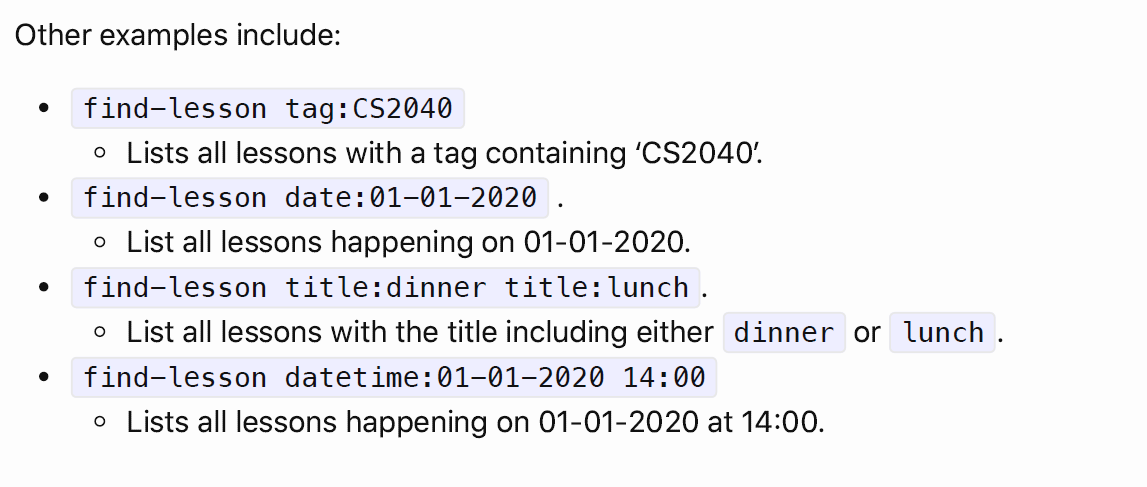 Other examples include:
find-lesson tag:CS2040
Lists all lessons with a tag containing ‘CS2040’.
find-lesson date:01-01-2020 .
List all lessons happening on 01-01-2020.
find-lesson title:dinner title:lunch .
List all lessons with the title including either dinner or lunch .
find-lesson datetime:01-01-2020 14:00
Lists all lessons happening on 01-01-2020 at 14:00.